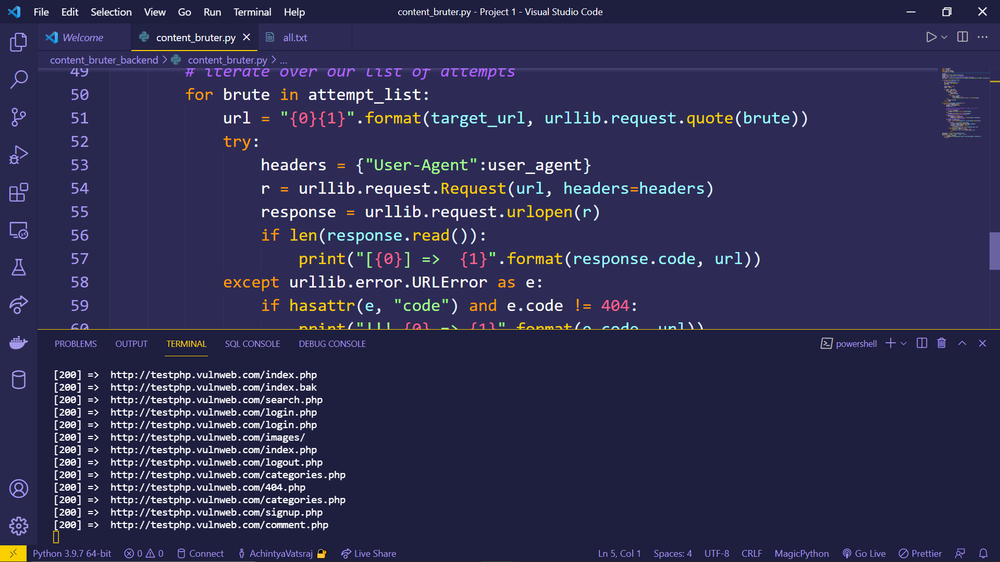 File Edit Selection View Go Run Terminal Help content_bruter.py - Project 1 - Visual Studio Code
Welcome content_bruter.py all.txt
content_bruter_backend > content_bruter.py > ...
49 # iterate over our list of attempts
50 for brute in attempt_list:
51 url = "{0}{1}".format(target_url, urllib.request.quote(brute))
52 try:
53 headers = {"User-Agent":user_agent}
54 r = urllib.request.Request(url, headers=headers)
55 response = urllib.request.urlopen(r)
56 if len(response.read()):
57 print("[{0}] =>  {1}".format(response.code, url))
58 except urllib.error.URLError as e:
59 if hasattr(e, "code") and e.code != 404:
60 print("!!! {0} => {1}".format(e.code, url))
PROBLEMS OUTPUT TERMINAL SQL CONSOLE DEBUG CONSOLE powershell
[200] =>  http://testphp.vulnweb.com/index.php
[200] =>  http://testphp.vulnweb.com/index.bak
[200] =>  http://testphp.vulnweb.com/search.php
[200] =>  http://testphp.vulnweb.com/login.php
[200] =>  http://testphp.vulnweb.com/login.php
[200] =>  http://testphp.vulnweb.com/images/
[200] =>  http://testphp.vulnweb.com/index.php
[200] =>  http://testphp.vulnweb.com/logout.php
[200] =>  http://testphp.vulnweb.com/categories.php
[200] =>  http://testphp.vulnweb.com/404.php
[200] =>  http://testphp.vulnweb.com/categories.php
[200] =>  http://testphp.vulnweb.com/signup.php
[200] =>  http://testphp.vulnweb.com/comment.php
Python 3.9.7 64-bit 0 0 Connect AchintyaVatsraj Live Share Ln 5, Col 1 Spaces: 4 UTF-8 CRLF MagicPython Go Live Prettier